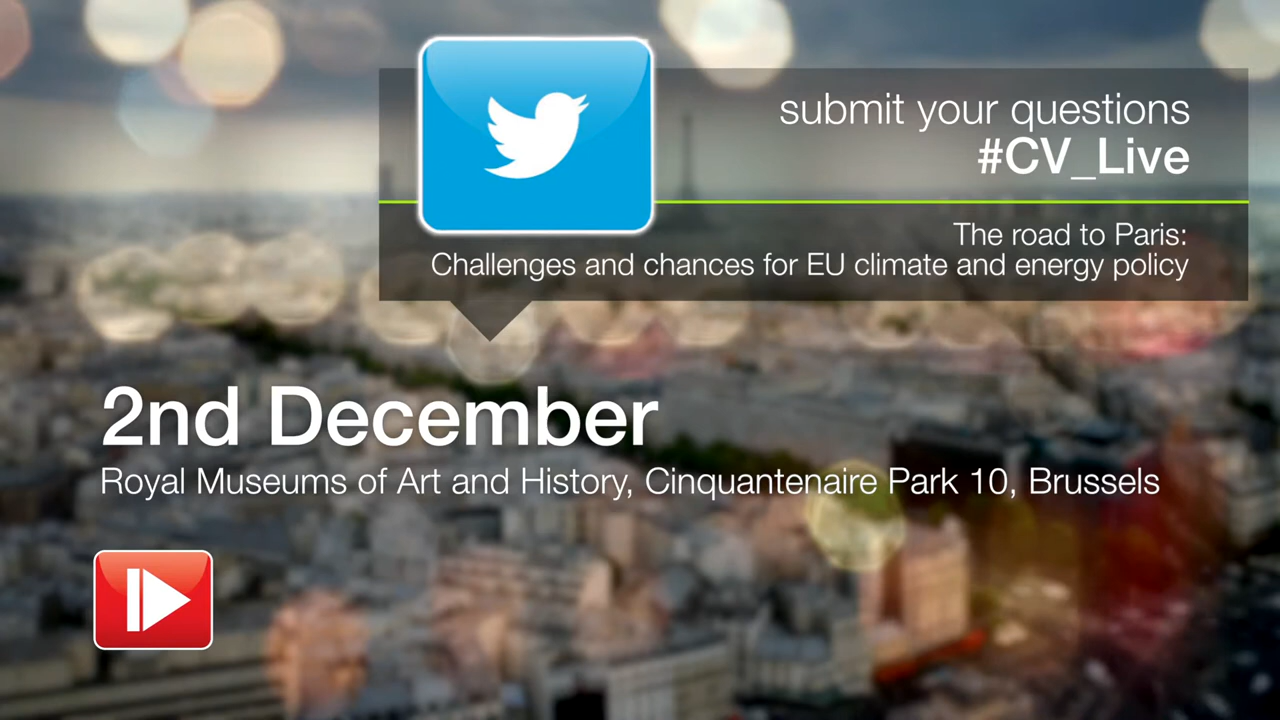 submit your questions
#CV_Live
The road to Paris:
Challenges and chances for EU climate and energy policy
2nd December
Royal Museums of Art and History, Cinquantenaire Park 10, Brussels